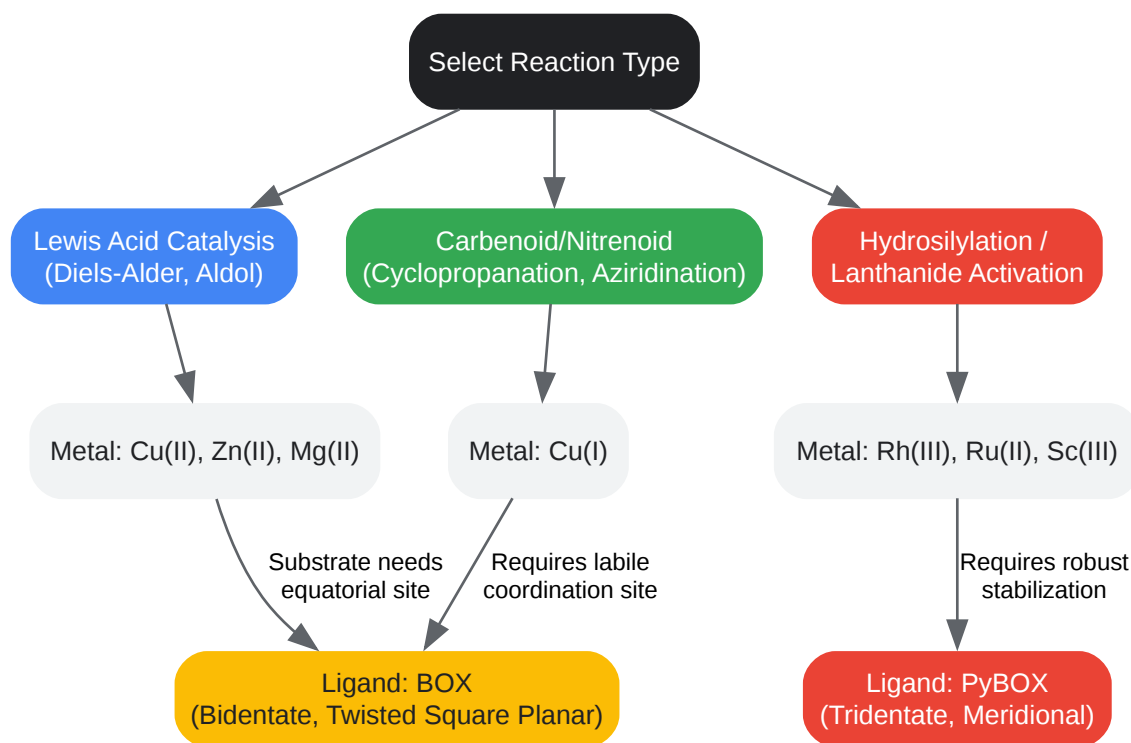 Select Reaction Type
Lewis Acid Catalysis
(Diels-Alder, Aldol)
Carbenoid/Nitrenoid
(Cyclopropanation, Aziridination)
Hydrosilylation /
Lanthanide Activation
Metal: Cu(II), Zn(II), Mg(II)
Metal: Cu(I)
Metal: Rh(III), Ru(II), Sc(III)
Substrate needs
equatorial site
Requires labile
coordination site
Requires robust
stabilization
Ligand: BOX
(Bidentate, Twisted Square Planar)
Ligand: PyBOX
(Tridentate, Meridional)